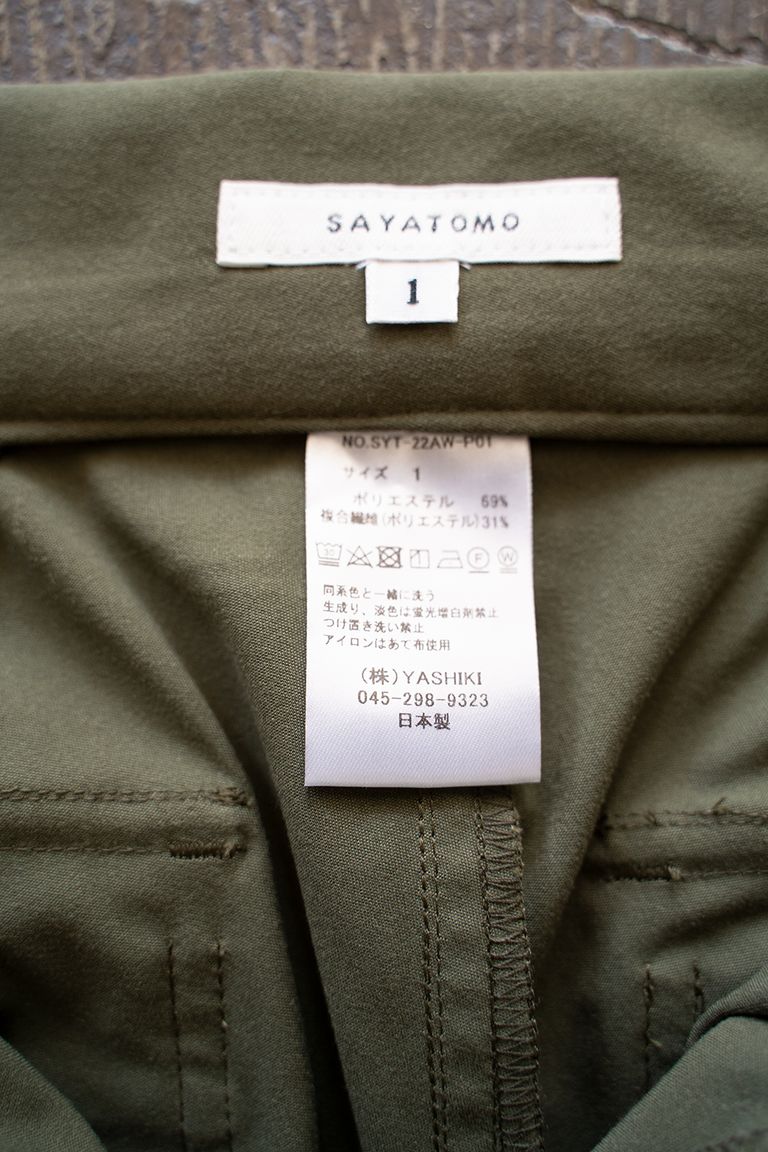 SAYATOMO
1
NO.SYT-22AW-P01
サイズ 1
ポリエステル 69%
複合繊維(ポリエステル)31%
30 F W
同系色と一緒に洗う
生成り、淡色は蛍光増白剤禁止
つけ置き洗い禁止
アイロンはあて布使用
(株)YASHIKI
045-298-9323
日本製